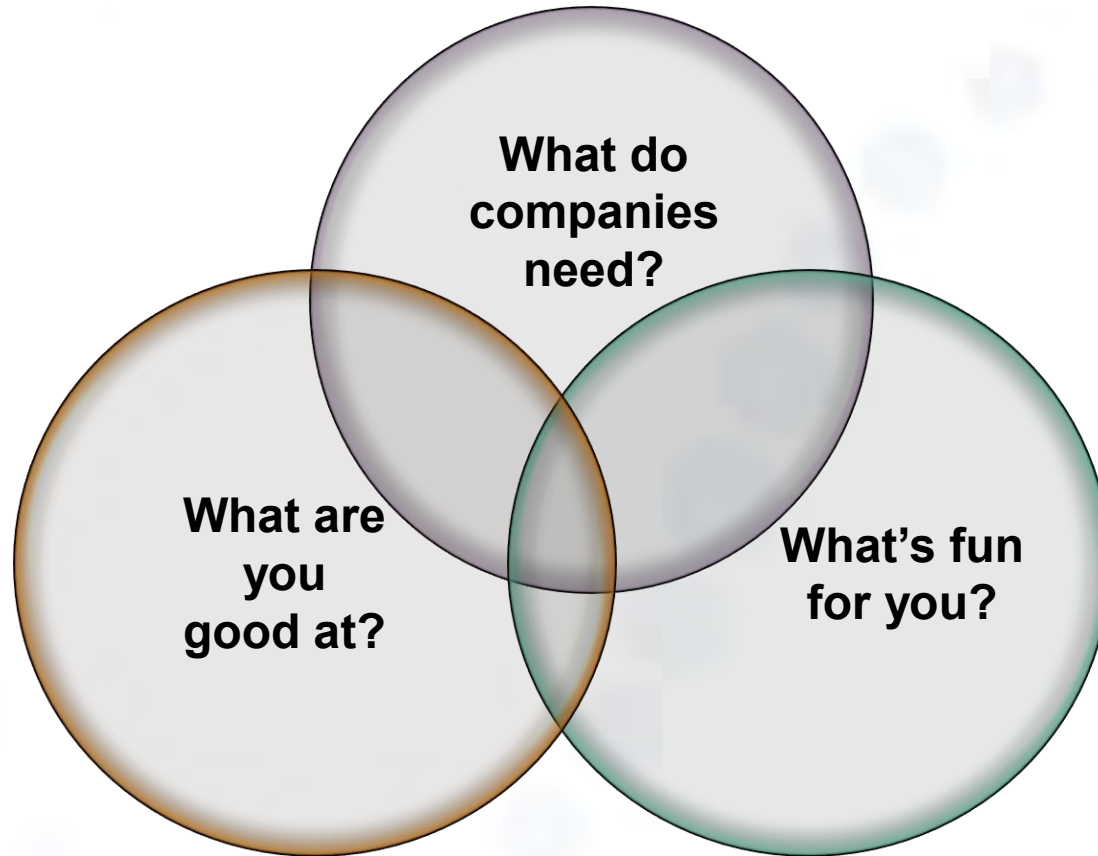 What do
companies
need?
What are
you
good at?
What’s fun
for you?